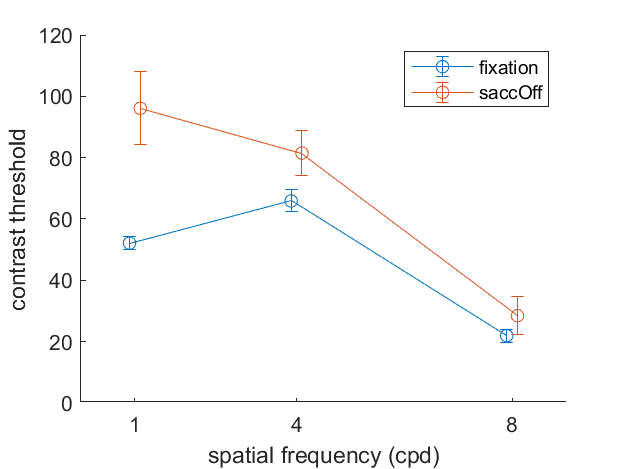 120
100
80
60
40
20
0
contrast threshold
fixation
saccOff
1 4 8
spatial frequency (cpd)